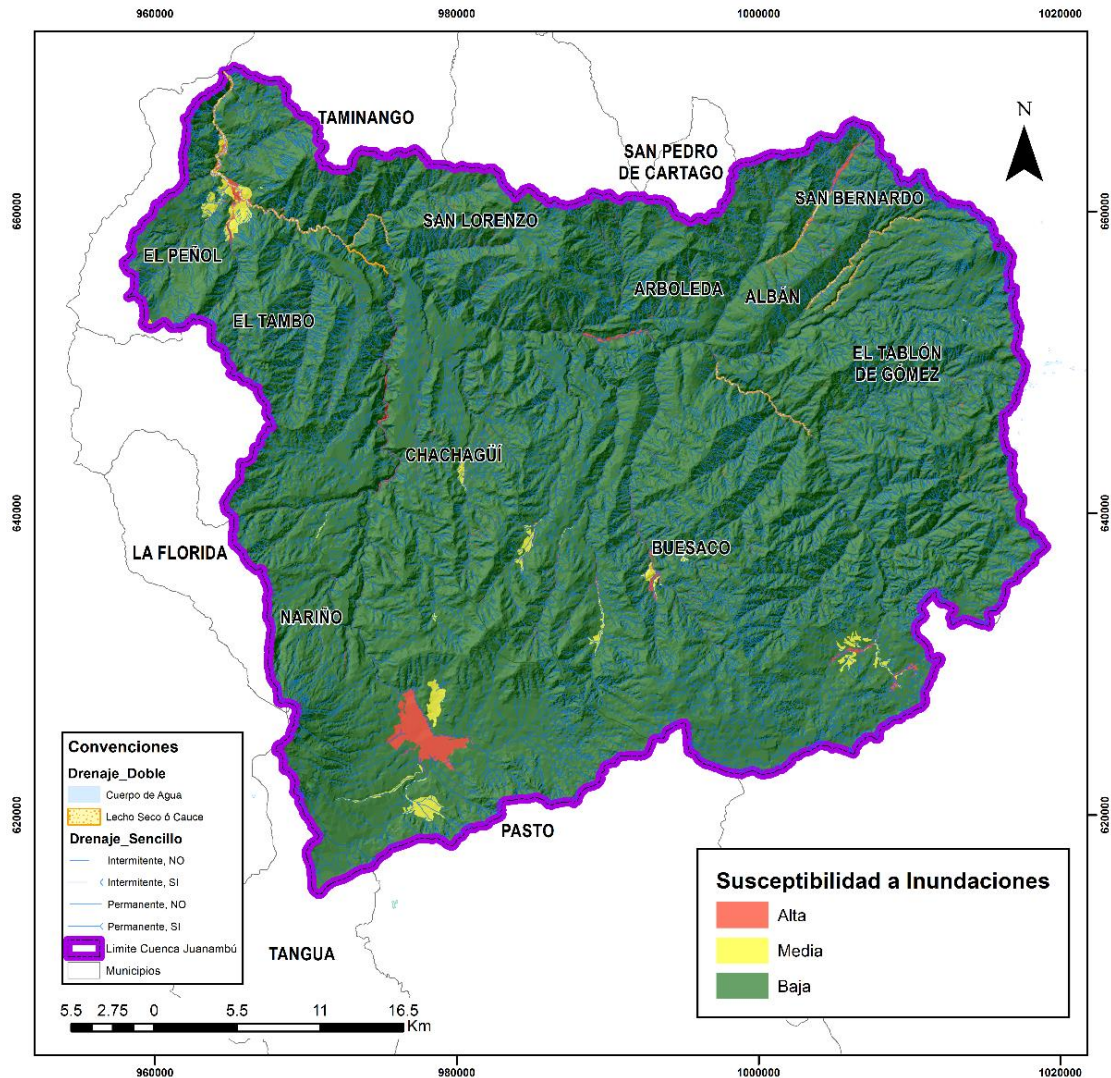 960000
980000
1000000
1020000
N
TAMINANGO
SAN PEDRO
DE CARTAGO
SAN BERNARDO
660000
660000
SAN LORENZO
EL PEÑOL
ARBOLEDA
ALBÁN
EL TAMBO
EL TABLÓN
DE GÓMEZ
CHACHAGÜÍ
640000
640000
LA FLORIDA
BUESACO
NARIÑO
620000
620000
PASTO
TANGUA
Convenciones
Drenaje_Doble
Cuerpo de Agua
Lecho Seco ó Cauce
Drenaje_Sencillo
Intermitente, NO
Intermitente, SI
Permanente, NO
Permanente, SI
Limite Cuenca Juanambú
Municipios
5.5 2.75 0 5.5 11 16.5
Km
Susceptibilidad a Inundaciones
Alta
Media
Baja
960000
980000
1000000
1020000